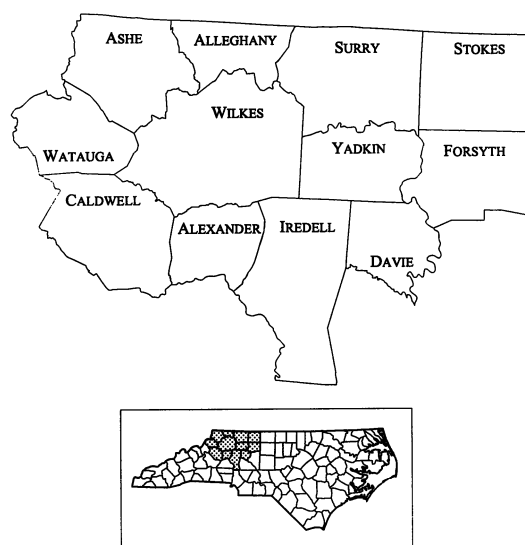 ASHE
ALLEGHANY
SURRY
STOKES
WILKES
WATAUGA
YADKIN
FORSYTH
CALDWELL
ALEXANDER
IREDELL
DAVIE